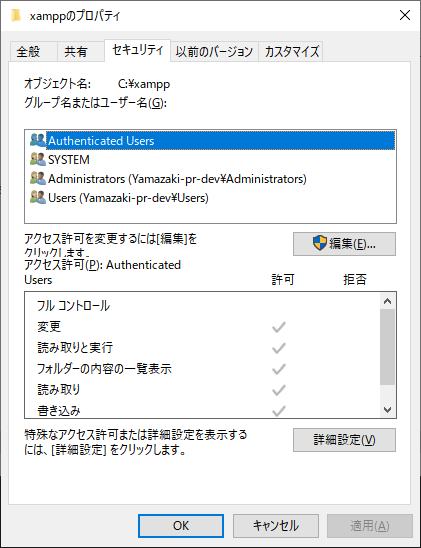 xamppのプロパティ
全般 共有 セキュリティ 以前のバージョン カスタマイズ
オブジェクト名: C:¥xampp
グループ名またはユーザー名(G):
Authenticated Users
SYSTEM
Administrators (Yamazaki-pr-dev¥Administrators)
Users (Yamazaki-pr-dev¥Users)
アクセス許可を変更するには[編集]を
クリックします。
編集(E)...
アクセス許可(P): Authenticated
Users 許可 拒否
フル コントロール
変更
読み取りと実行
フォルダーの内容の一覧表示
読み取り
書き込み
特殊なアクセス許可または詳細設定を表示する
には、[詳細設定] をクリックします。
詳細設定(V)
OK キャンセル 適用(A)